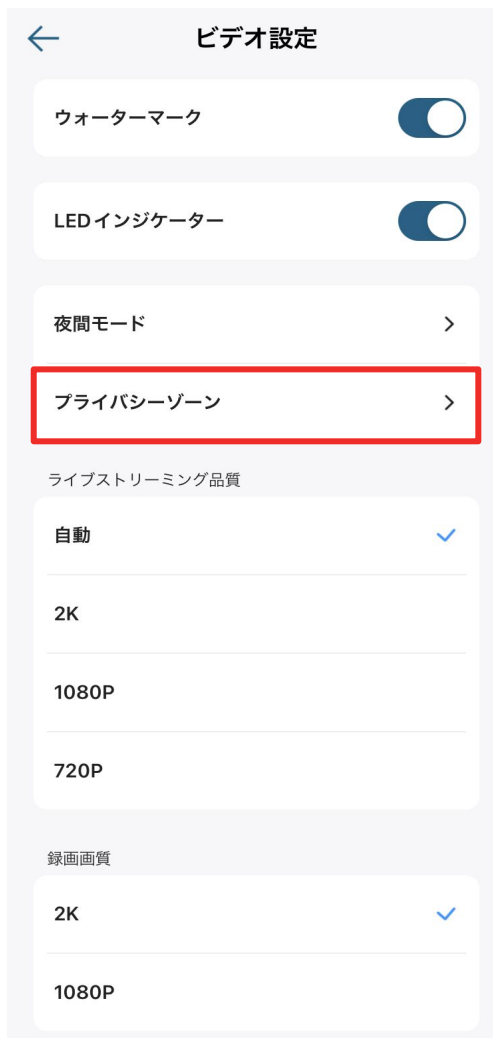 ビデオ設定
ウォーターマーク
LEDインジケーター
夜間モード
プライバシーゾーン
ライブストリーミング品質
自動
2K
1080P
720P
録画画質
2K
1080P